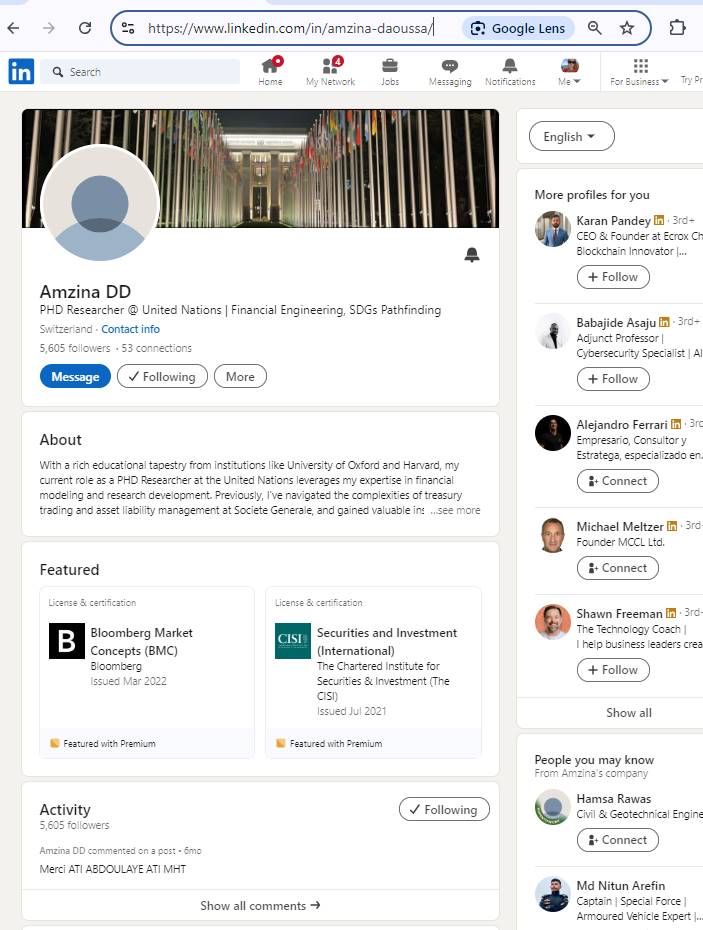 https://www.linkedin.com/in/amzina-daoussa/
Google Lens
in
Search
4
Home
My Network
Jobs
Messaging
Notifications
Me
For Business
Try Pr
Amzina DD
PHD Researcher @ United Nations | Financial Engineering, SDGs Pathfinding
Switzerland · Contact info
5,605 followers · 53 connections
Message
Following
More
About
With a rich educational tapestry from institutions like University of Oxford and Harvard, my
current role as a PHD Researcher at the United Nations leverages my expertise in financial
modeling and research development. Previously, I've navigated the complexities of treasury
trading and asset liability management at Societe Generale, and gained valuable ins ...see more
Featured
License & certification
B
Bloomberg Market
Concepts (BMC)
Bloomberg
Issued Mar 2022
Featured with Premium
License & certification
CISI
Securities and Investment
(International)
The Chartered Institute for
Securities & Investment (The
CISI)
Issued Jul 2021
Featured with Premium
Activity
5,605 followers
Following
Amzina DD commented on a post • 6mo
Merci ATI ABDOULAYE ATI MHT
Show all comments →
English
More profiles for you
Karan Pandey in · 3rd+
CEO & Founder at Ecrox Ch
Blockchain Innovator |...
+ Follow
Babajide Asaju in · 3rd+
Adjunct Professor |
Cybersecurity Specialist | AI
+ Follow
Alejandro Ferrari in · 3rd
Empresario, Consultor y
Estratega, especializado en.
Connect
Michael Meltzer in · 3rd
Founder MCCL Ltd.
Connect
Shawn Freeman in · 3rd-
The Technology Coach |
I help business leaders crea
+ Follow
Show all
People you may know
From Amzina's company
Hamsa Rawas
Civil & Geotechnical Engine
Connect
Md Nitun Arefin
Captain | Special Force |
Armoured Vehicle Expert |...